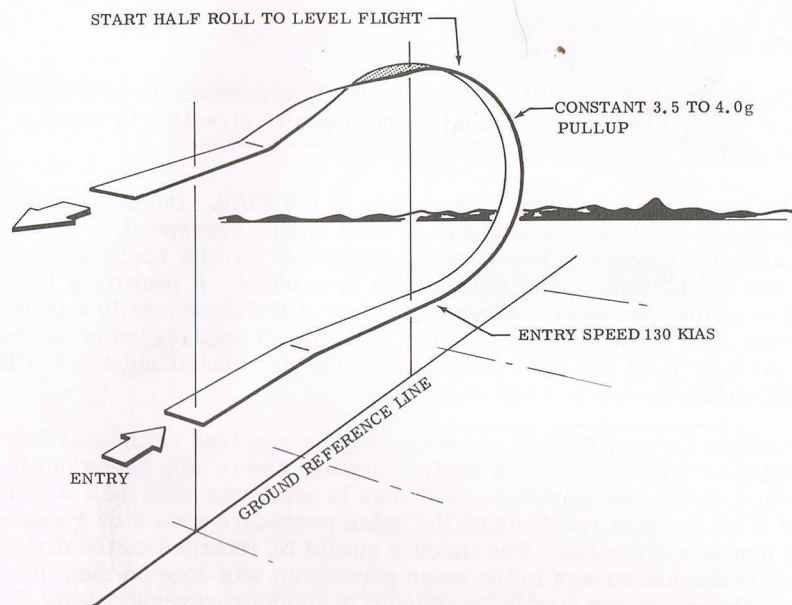 START HALF ROLL TO LEVEL FLIGHT
CONSTANT 3.5 TO 4.0g
PULLUP
ENTRY SPEED 130 KIAS
GROUND REFERENCE LINE
ENTRY